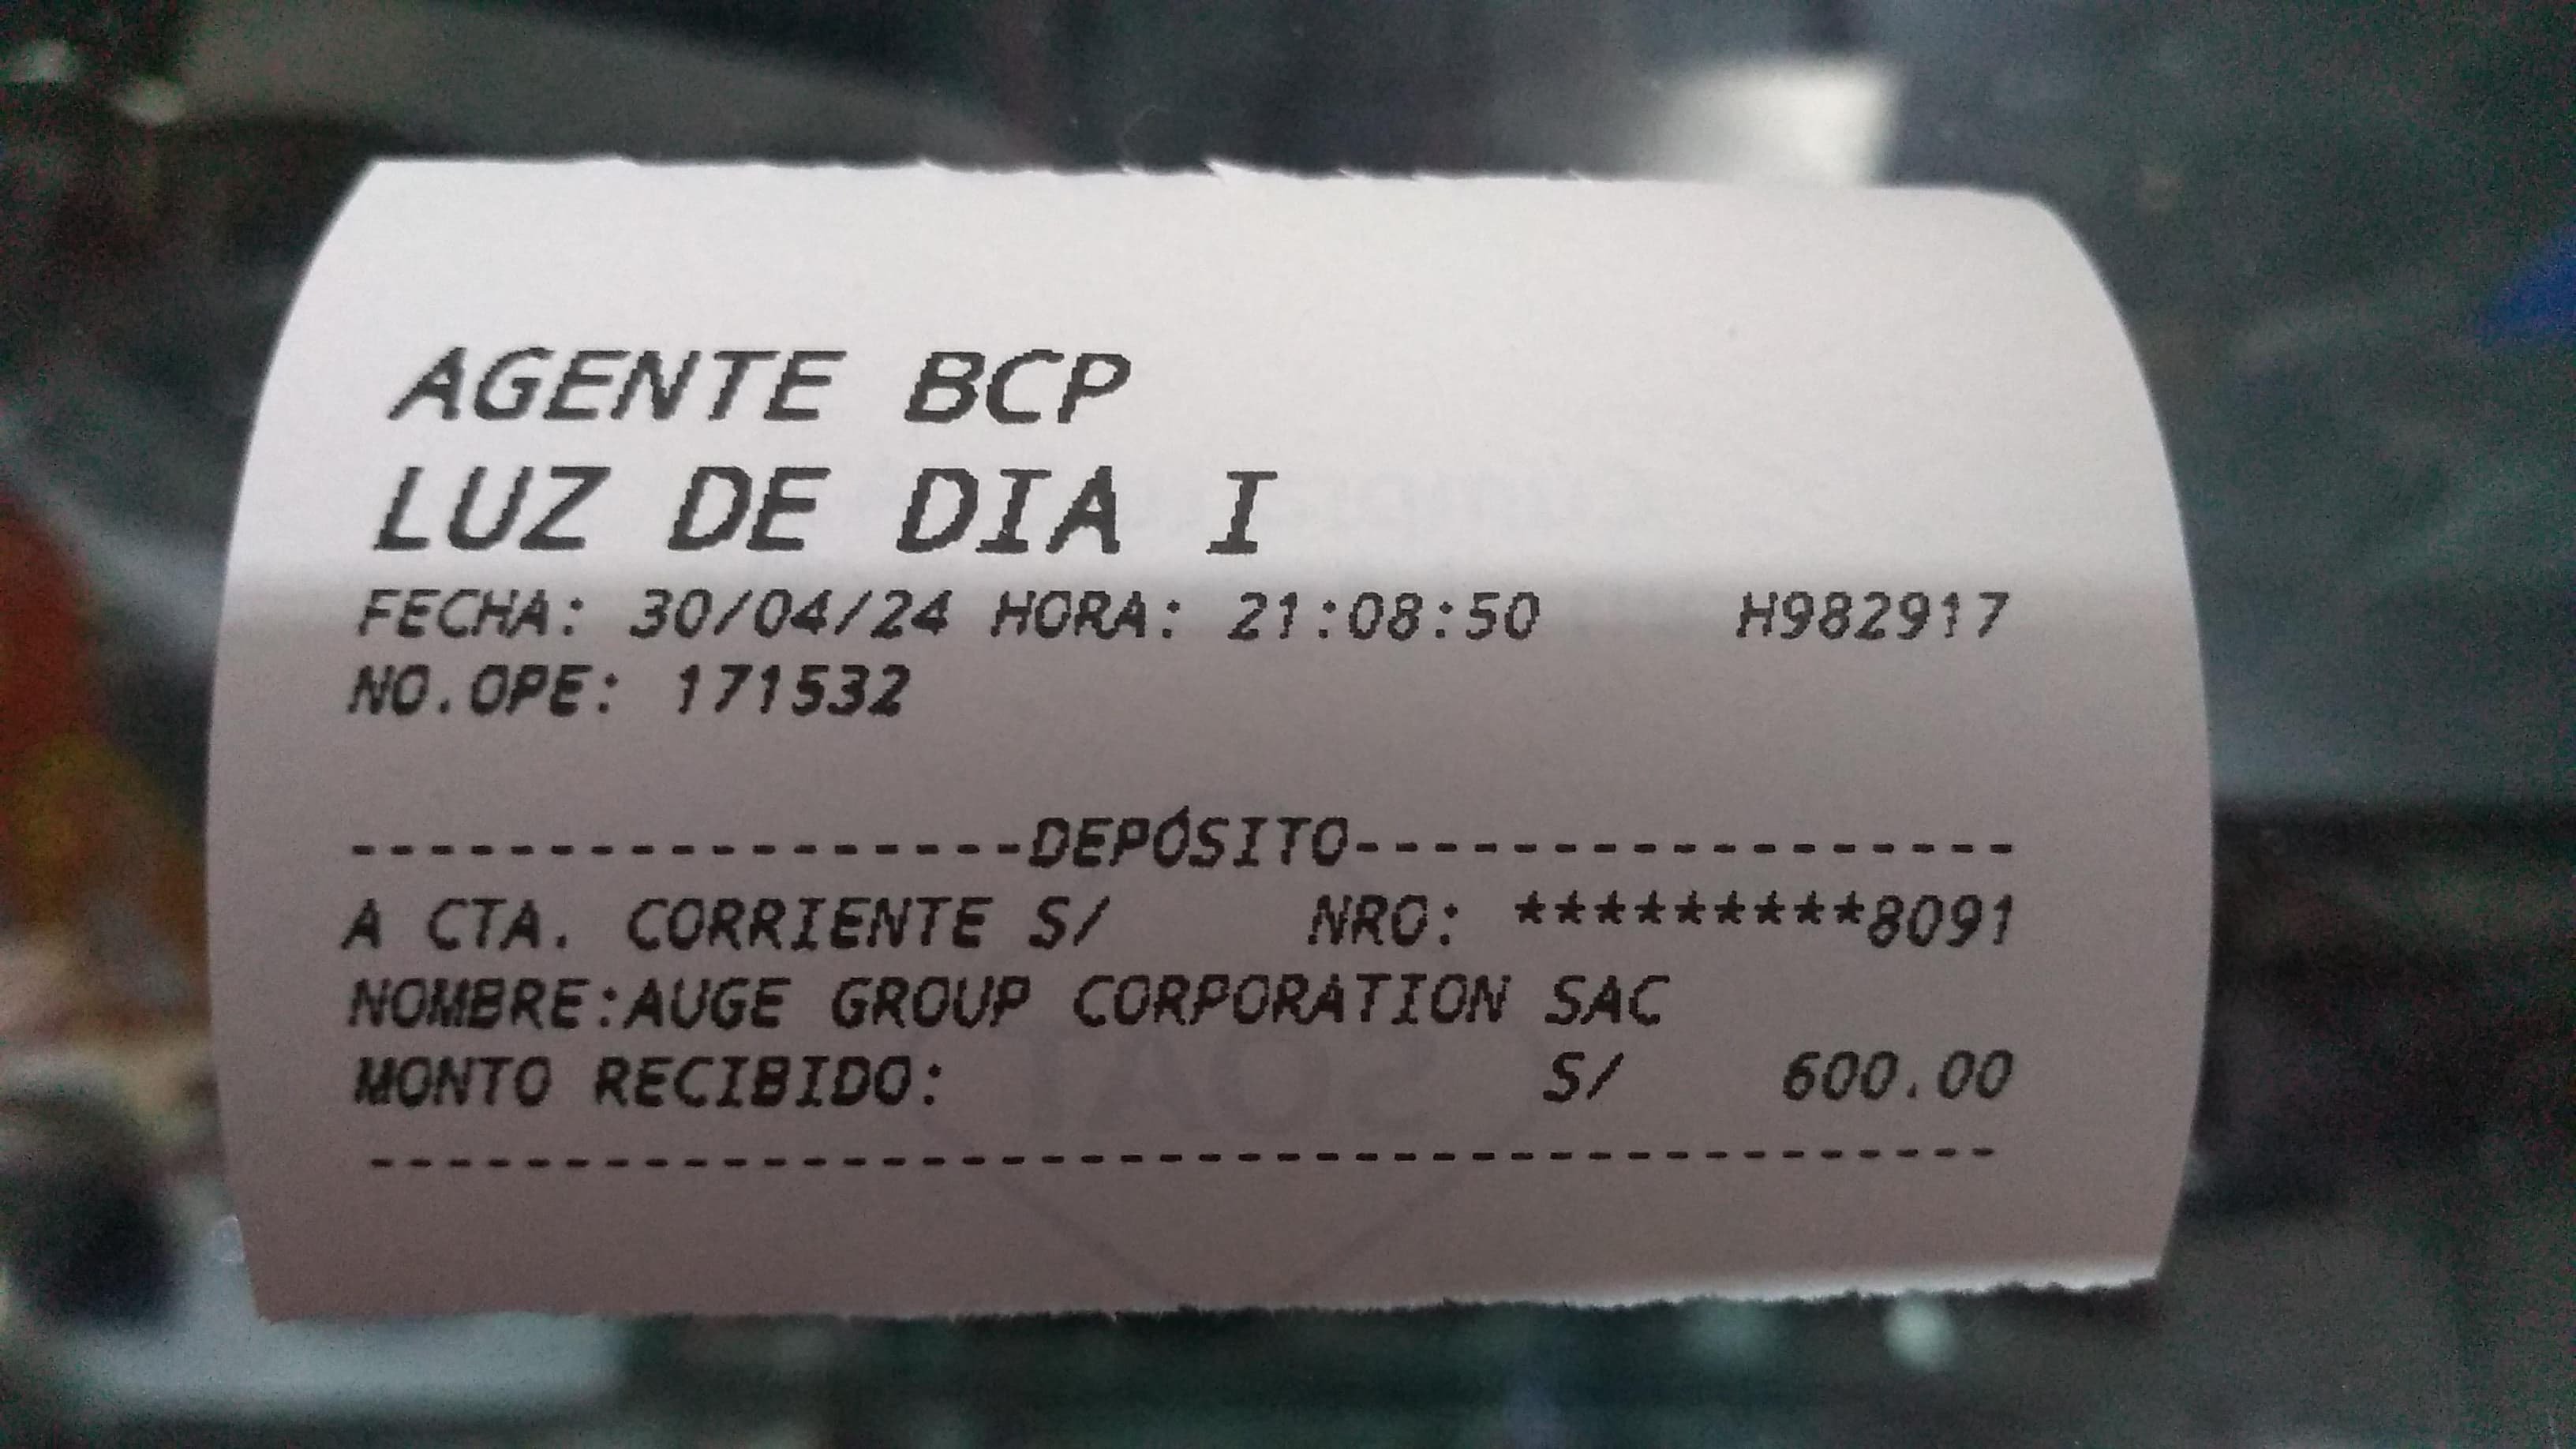 AGENTE BCP
LUZ DE DIA I
FECHA: 30/04/24 HORA: 21:08:50 H982917
NO.OPE: 171532
-----------------DEPÓSITO-----------------
A CTA. CORRIENTE S/ NRO: *********8091
NOMBRE:AUGE GROUP CORPORATION SAC
MONTO RECIBIDO: S/ 600.00
------------------------------------------